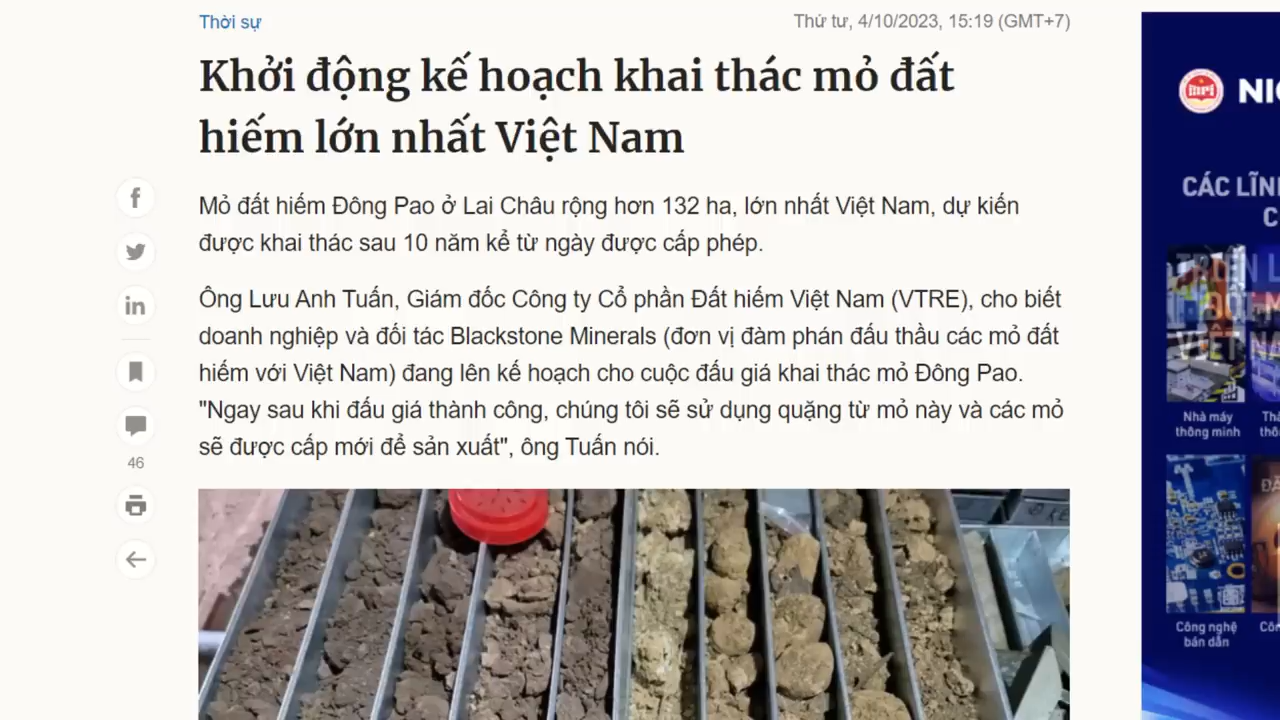 Thời sự
Thứ tư, 4/10/2023, 15:19 (GMT+7)
Khởi động kế hoạch khai thác mỏ đất
hiếm lớn nhất Việt Nam
Mỏ đất hiếm Đông Pao ở Lai Châu rộng hơn 132 ha, lớn nhất Việt Nam, dự kiến
được khai thác sau 10 năm kể từ ngày được cấp phép.
Ông Lưu Anh Tuấn, Giám đốc Công ty Cổ phần Đất hiếm Việt Nam (VTRE), cho biết
doanh nghiệp và đối tác Blackstone Minerals (đơn vị đàm phán đấu thầu các mỏ đất
hiếm với Việt Nam) đang lên kế hoạch cho cuộc đấu giá khai thác mỏ Đông Pao.
"Ngay sau khi đấu giá thành công, chúng tôi sẽ sử dụng quặng từ mỏ này và các mỏ
sẽ được cấp mới để sản xuất", ông Tuấn nói.
46
CÁC LĨN
C
Nhà máy
thông minh
Công nghệ
bán dẫn